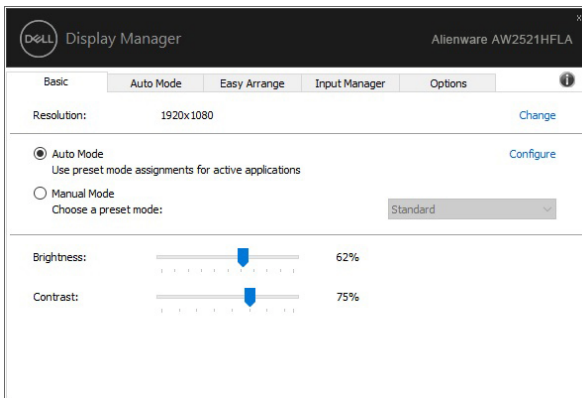 DELL Display Manager Alienware AW2521HFLA
Basic Auto Mode Easy Arrange Input Manager Options
Resolution: 1920x1080 Change
Auto Mode Configure
Use preset mode assignments for active applications
Manual Mode
Choose a preset mode: Standard
Brightness: 62%
Contrast: 75%